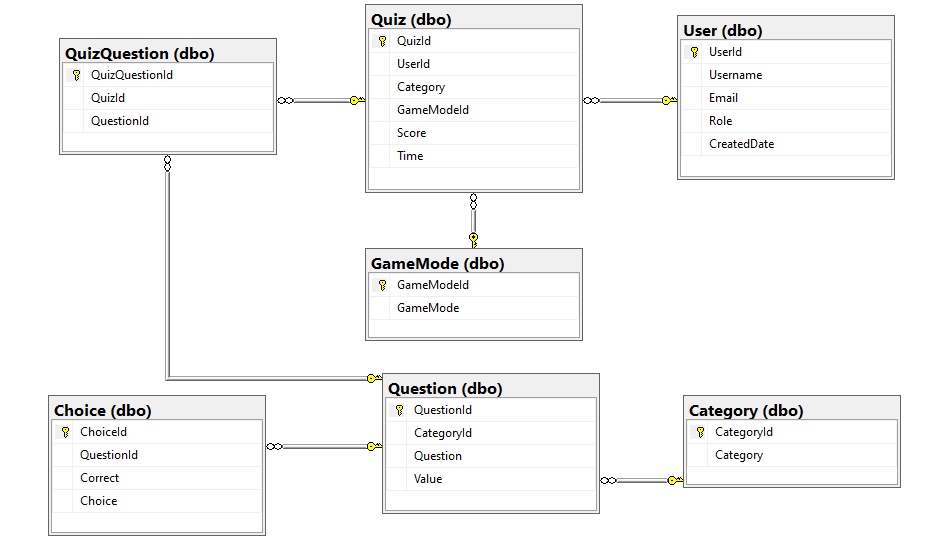 QuizQuestion (dbo)
QuizQuestionId
QuizId
QuestionId
Quiz (dbo)
QuizId
UserId
Category
GameModeId
Score
Time
User (dbo)
UserId
Username
Email
Role
CreatedDate
GameMode (dbo)
GameModeId
GameMode
Choice (dbo)
ChoiceId
QuestionId
Correct
Choice
Question (dbo)
QuestionId
CategoryId
Question
Value
Category (dbo)
CategoryId
Category